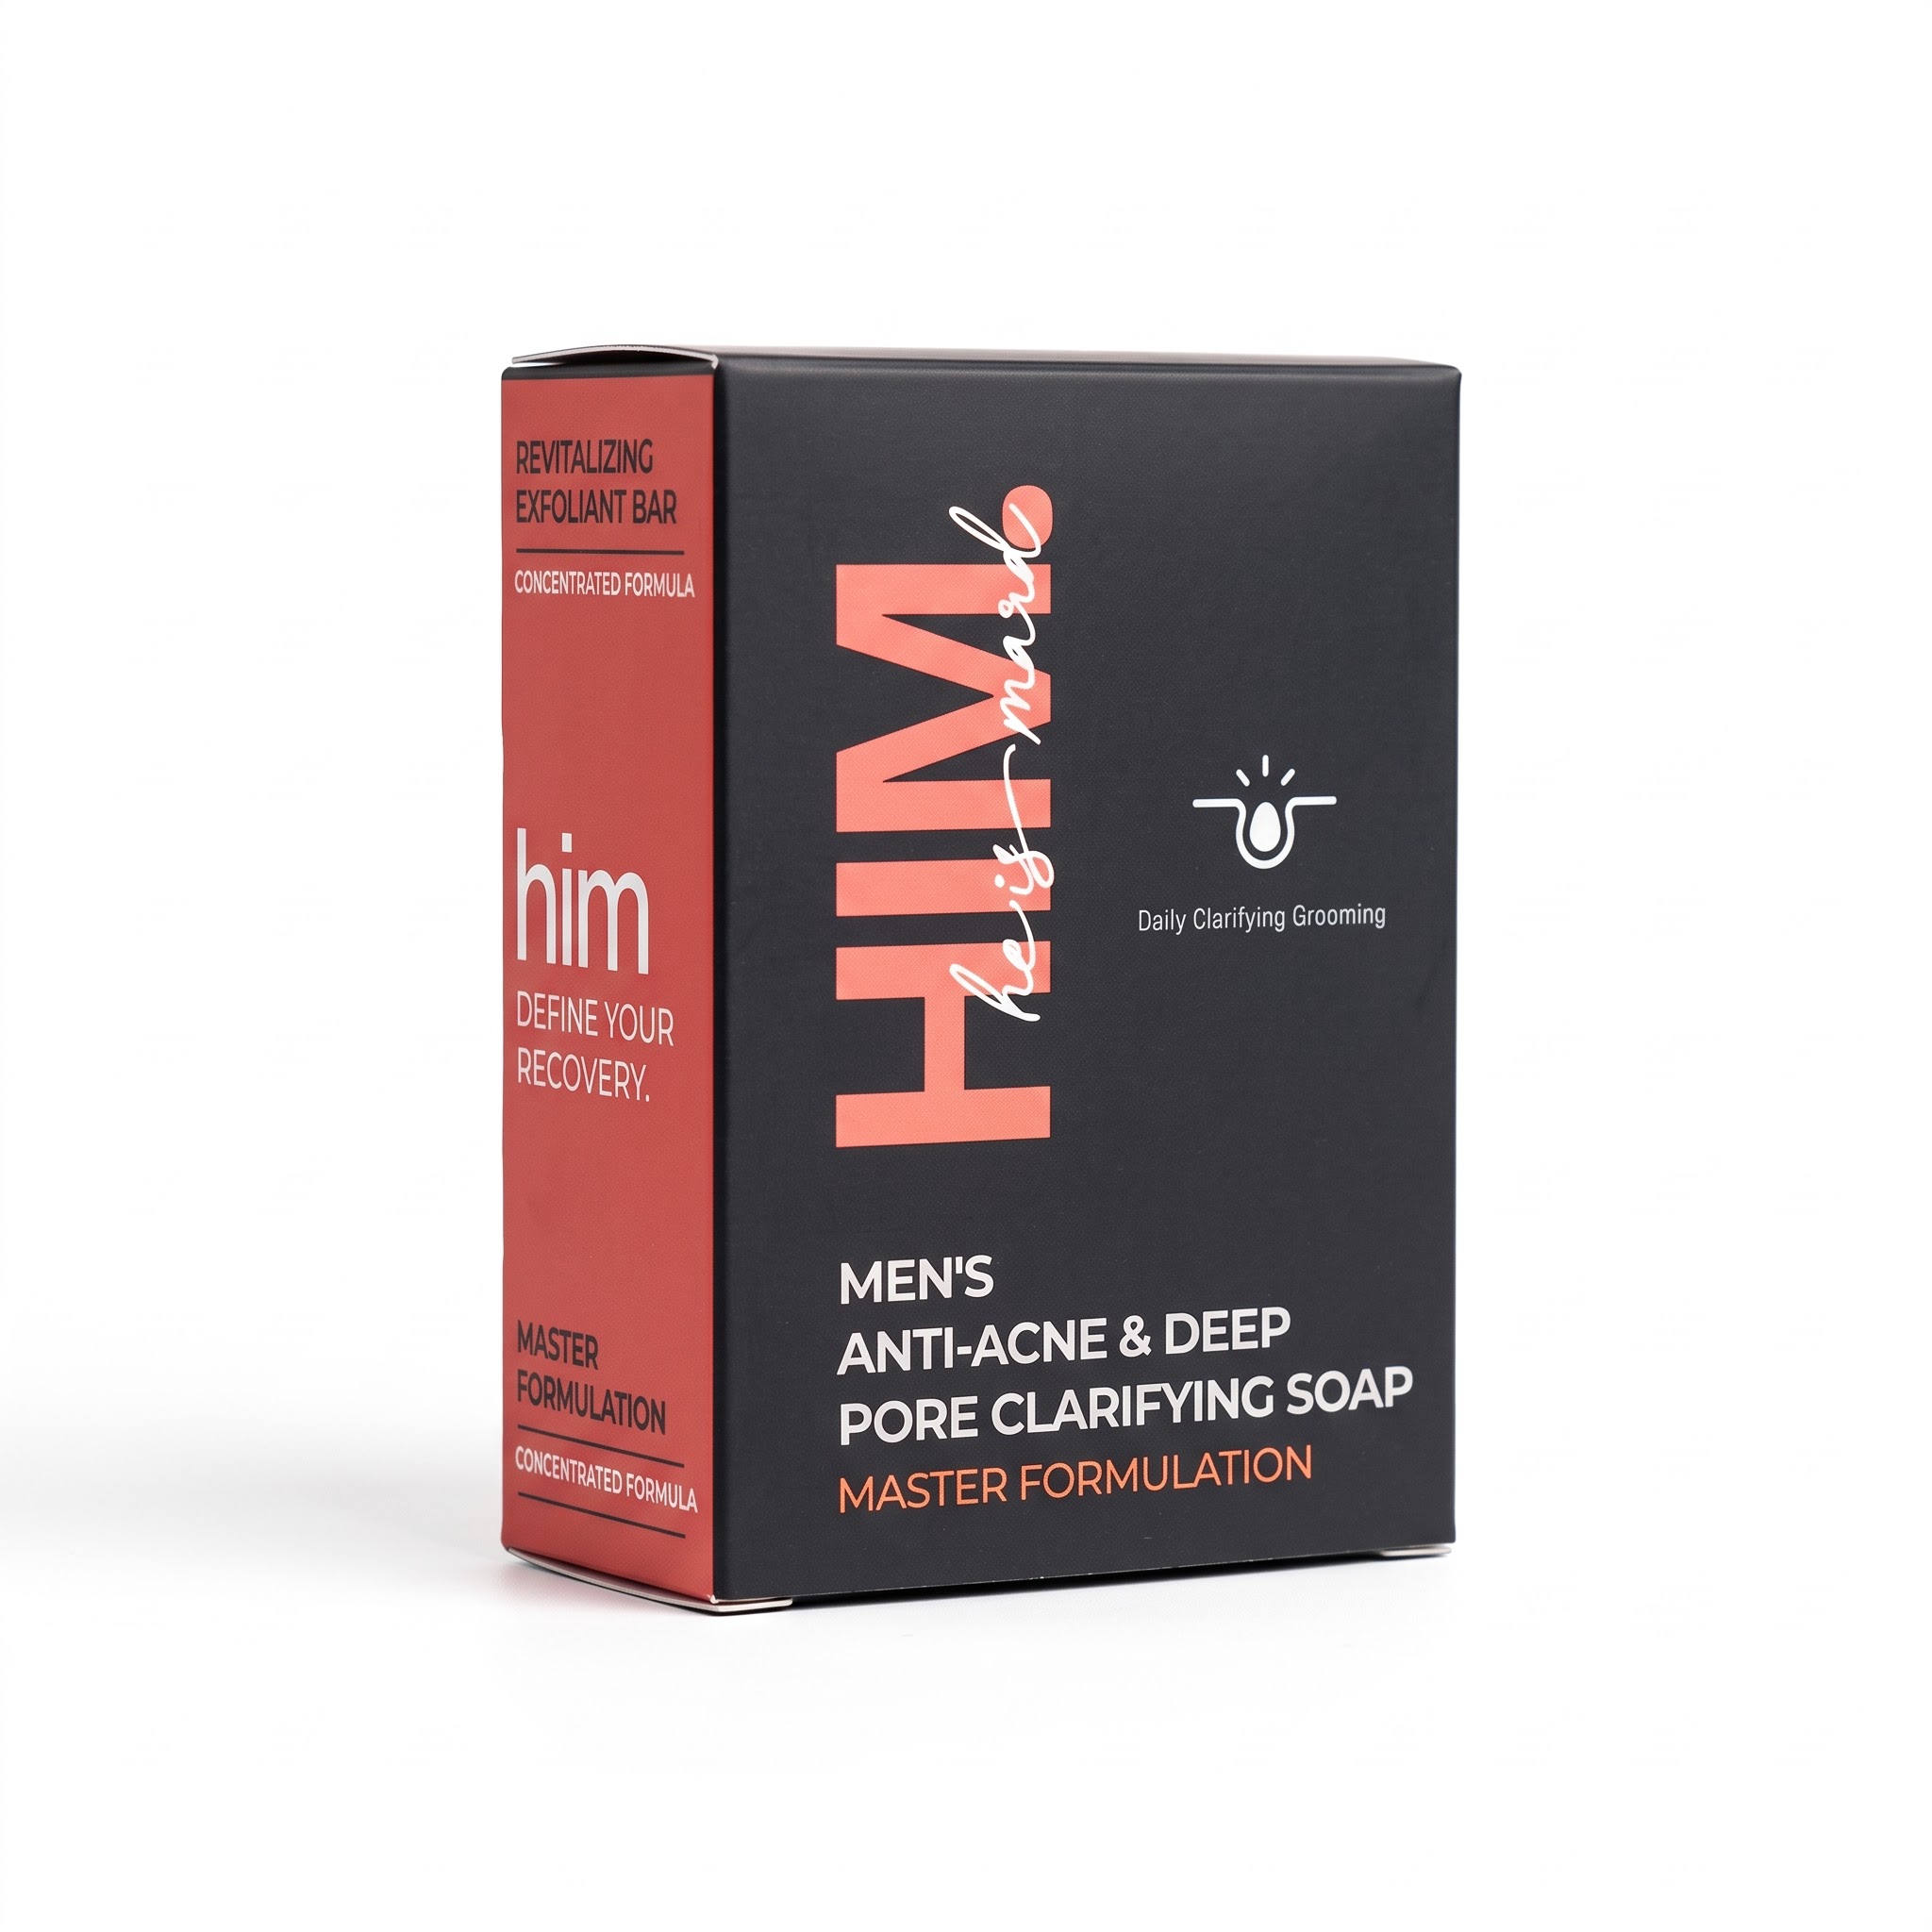 REVITALIZING
EXFOLIANT BAR
CONCENTRATED FORMULA
him
DEFINE YOUR
RECOVERY.
MASTER
FORMULATION
CONCENTRATED FORMULA
HIM.
he is mard
Daily Clarifying Grooming
MEN'S
ANTI-ACNE & DEEP
PORE CLARIFYING SOAP
MASTER FORMULATION